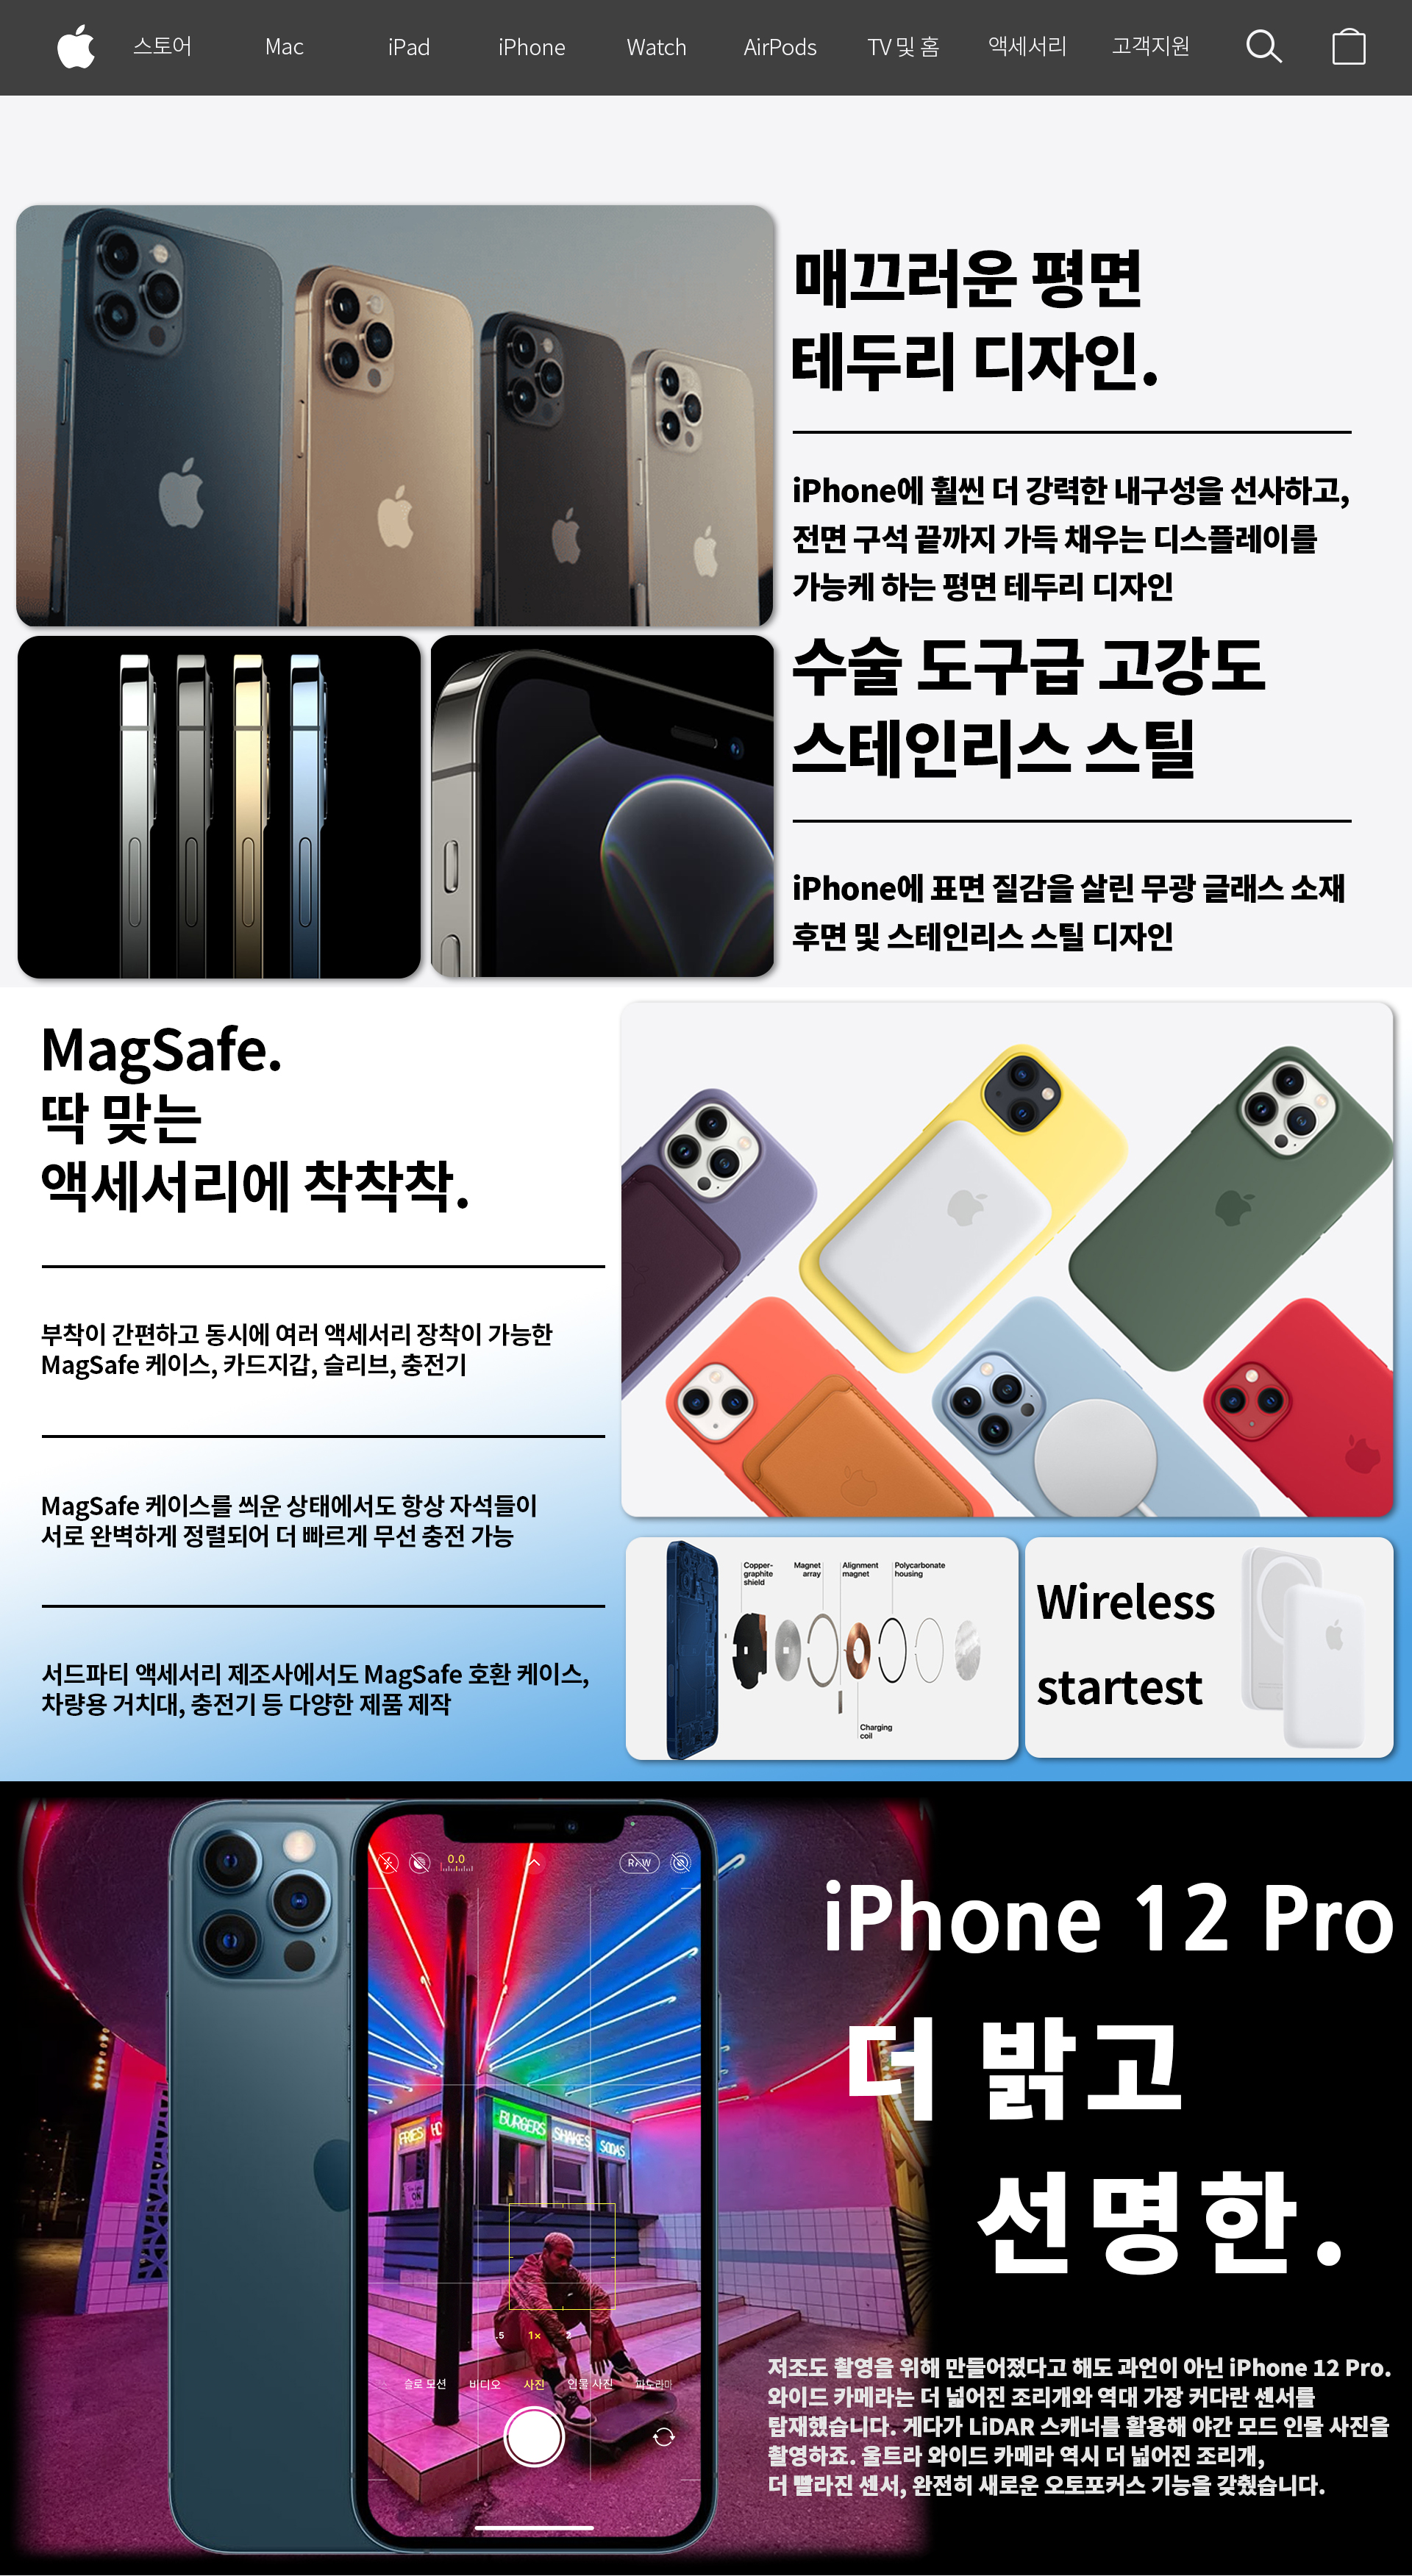 스토어
Mac
iPad
iPhone
Watch
AirPods
TV 및 홈
액세서리
고객지원
매끄러운 평면
테두리 디자인.
iPhone에 훨씬 더 강력한 내구성을 선사하고,
전면 구석 끝까지 가득 채우는 디스플레이를
가능케 하는 평면 테두리 디자인
수술 도구급 고강도
스테인리스 스틸
iPhone에 표면 질감을 살린 무광 글래스 소재
후면 및 스테인리스 스틸 디자인
MagSafe.
딱 맞는
액세서리에 착착착.
부착이 간편하고 동시에 여러 액세서리 장착이 가능한
MagSafe 케이스, 카드지갑, 슬리브, 충전기
MagSafe 케이스를 씌운 상태에서도 항상 자석들이
서로 완벽하게 정렬되어 더 빠르게 무선 충전 가능
서드파티 액세서리 제조사에서도 MagSafe 호환 케이스,
차량용 거치대, 충전기 등 다양한 제품 제작
Copper-
graphite
shield
Magnet
array
Alignment
magnet
Polycarbonate
housing
Charging
coil
Wireless
startest
0.0
RAW
FRIES
BURGERS
SHAKES
SODAS
.5
1×
슬로 모션
비디오
사진
인물 사진
파노라마
iPhone 12 Pro
더 밝고
선명한.
저조도 촬영을 위해 만들어졌다고 해도 과언이 아닌 iPhone 12 Pro.
와이드 카메라는 더 넓어진 조리개와 역대 가장 커다란 센서를
탑재했습니다. 게다가 LiDAR 스캐너를 활용해 야간 모드 인물 사진을
촬영하죠. 울트라 와이드 카메라 역시 더 넓어진 조리개,
더 빨라진 센서, 완전히 새로운 오토포커스 기능을 갖췄습니다.